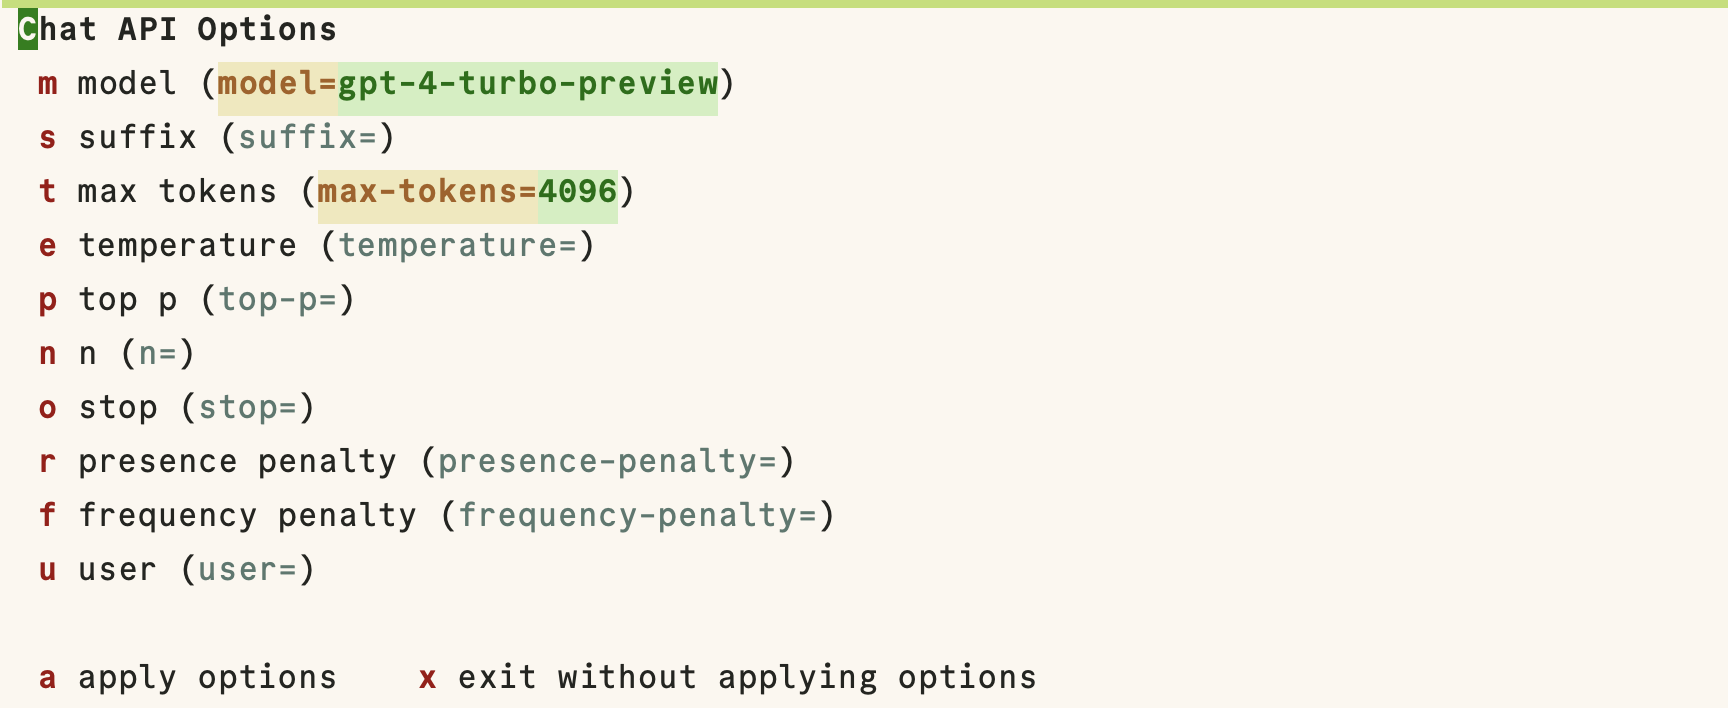 Chat API Options
m model (model=gpt-4-turbo-preview)
s suffix (suffix=)
t max tokens (max-tokens=4096)
e temperature (temperature=)
p top p (top-p=)
n n (n=)
o stop (stop=)
r presence penalty (presence-penalty=)
f frequency penalty (frequency-penalty=)
u user (user=)
a apply options    x exit without applying options